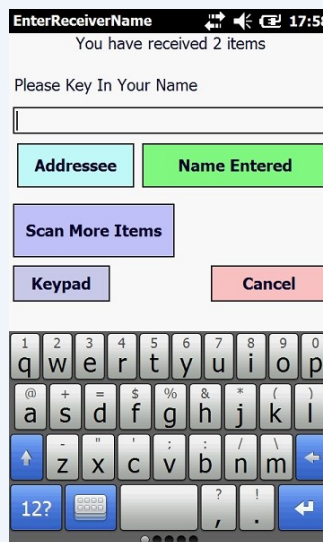 EnterReceiverName 17:58
You have received 2 items
Please Key In Your Name
Addressee Name Entered
Scan More Items
Keypad Cancel
1 2 3 4 5 6 7 8 9 0
q w e r t y u i o p
@ + = $ % & * ( )
a s d f g h j k l
- " ' : ; / \
z x c v b n m
12? ? !
, .